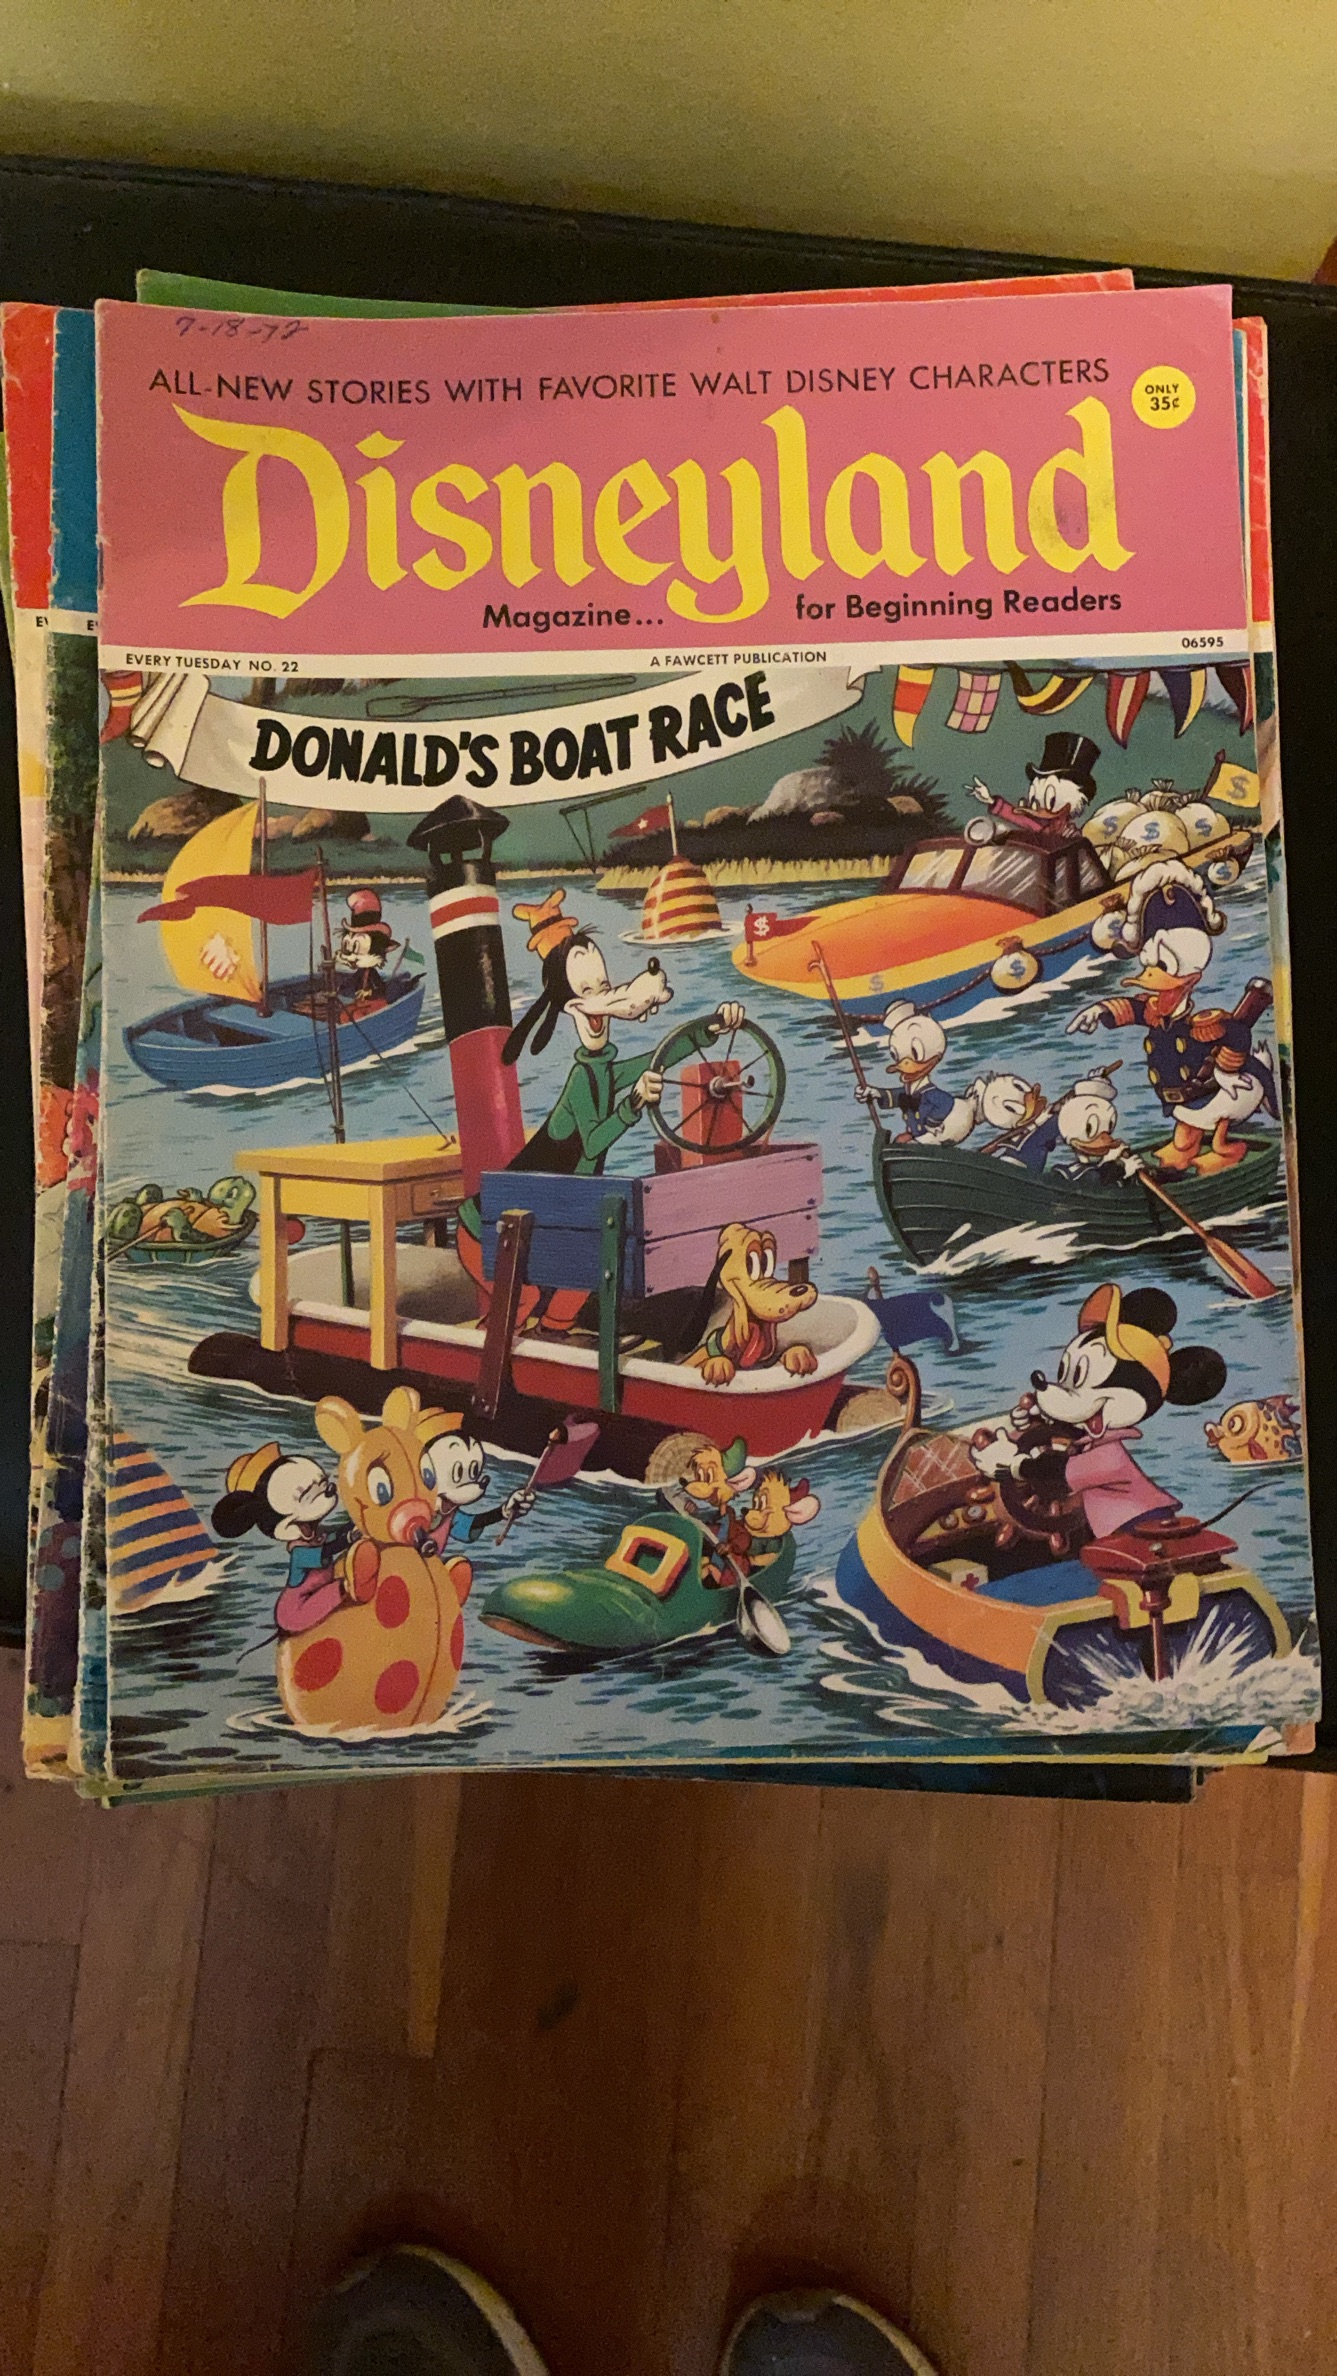 7-18-72
ALL-NEW STORIES WITH FAVORITE WALT DISNEY CHARACTERS
ONLY
35¢
Disneyland
Magazine... for Beginning Readers
06595
EVERY TUESDAY NO. 22
A FAWCETT PUBLICATION
EV
E
DONALD'S BOAT RACE
$
$
$
$
$
$
$
$